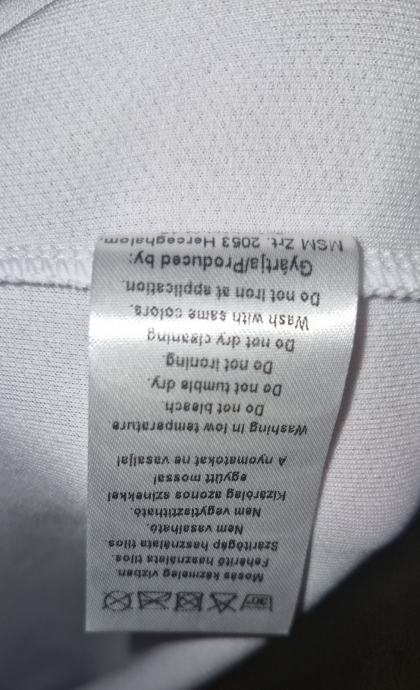 30°
Mosás kézmeleg vízben.
Fehérítő használata tilos.
Szárítógép használata tilos.
Nem vasalható.
Nem vegytisztítható.
Kizárólag azonos színekkel
együtt mossa!
A nyomatokat ne vasalja!
Washing in low temperature
Do not bleach.
Do not tumble dry.
Do not ironing.
Do not dry cleaning
Wash with same colors.
Do not iron at application.
Gyártja/Produced by:
MSM Zrt. 2053 Herceghalom,